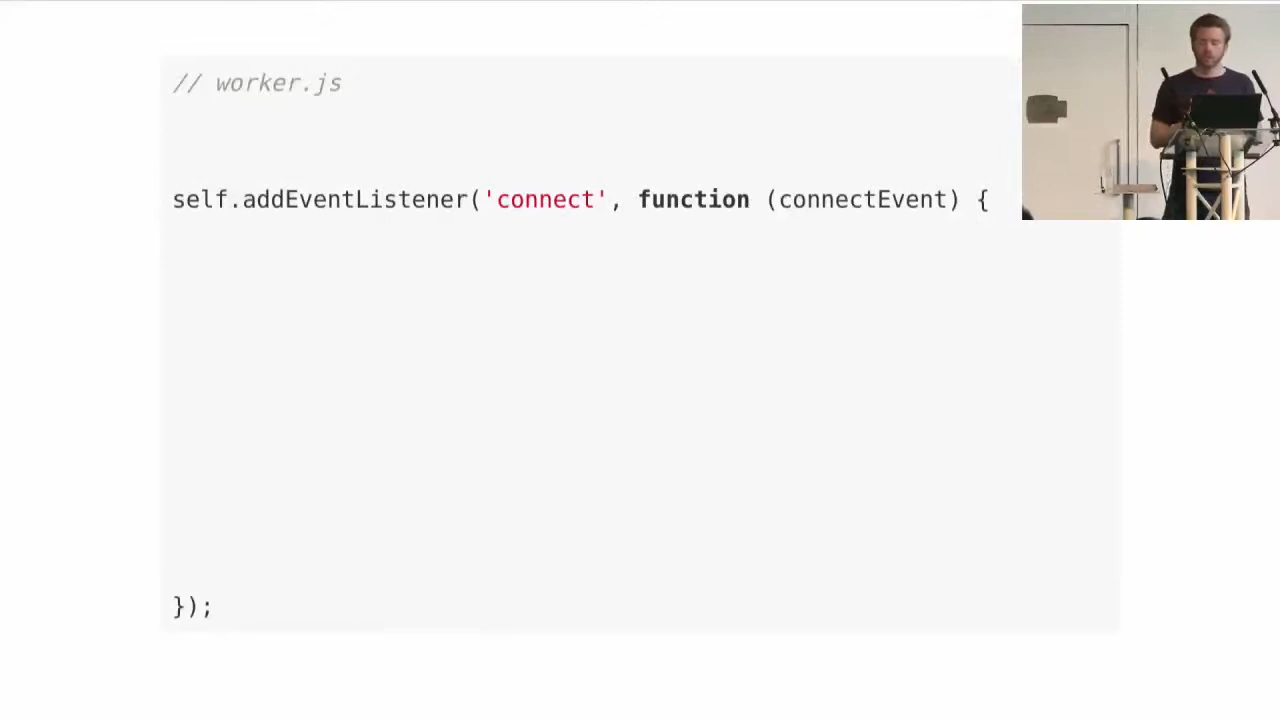 // worker.js
self.addEventListener('connect', function (connectEvent) {
});